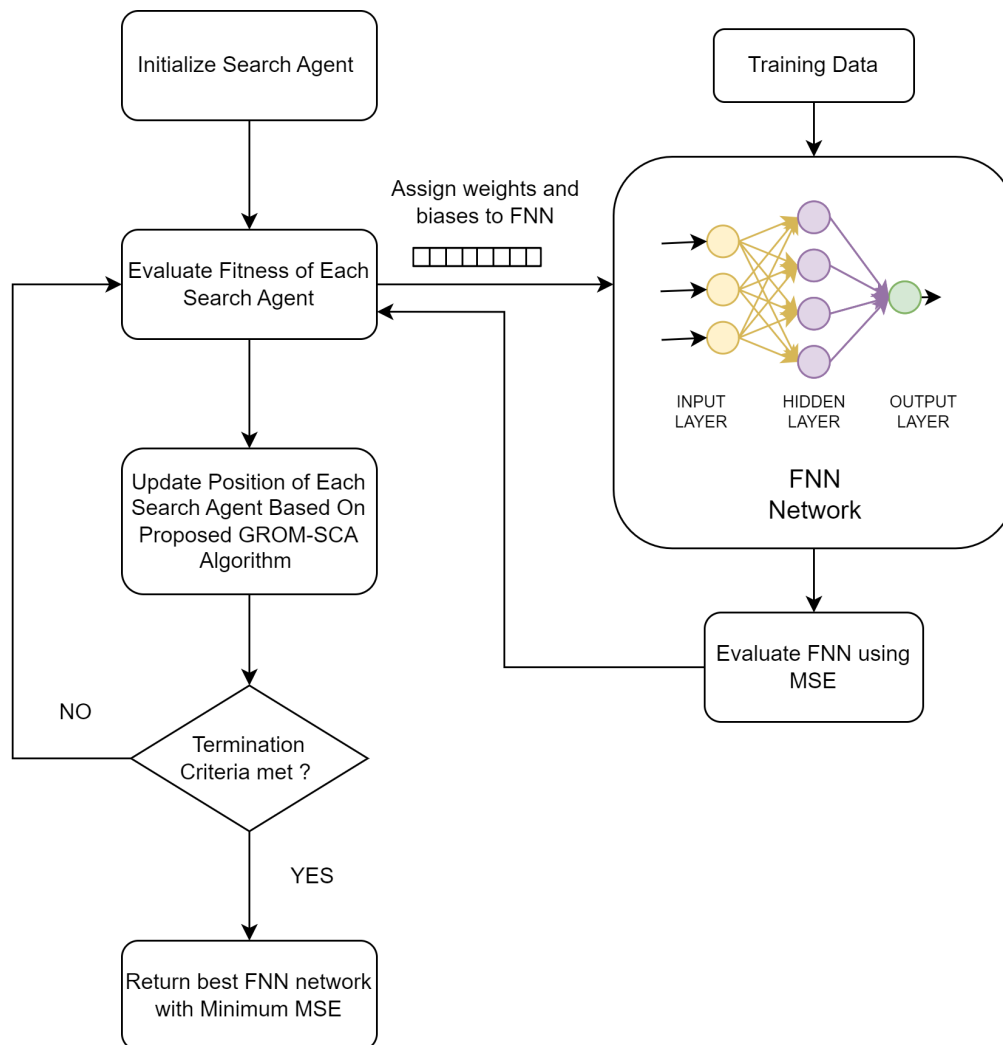 Initialize Search Agent
Training Data
Assign weights and
biases to FNN
Evaluate Fitness of Each
Search Agent
INPUT
LAYER
HIDDEN
LAYER
OUTPUT
LAYER
FNN
Network
Update Position of Each
Search Agent Based On
Proposed GROM-SCA
Algorithm
Evaluate FNN using
MSE
NO
Termination
Criteria met ?
YES
Return best FNN network
with Minimum MSE